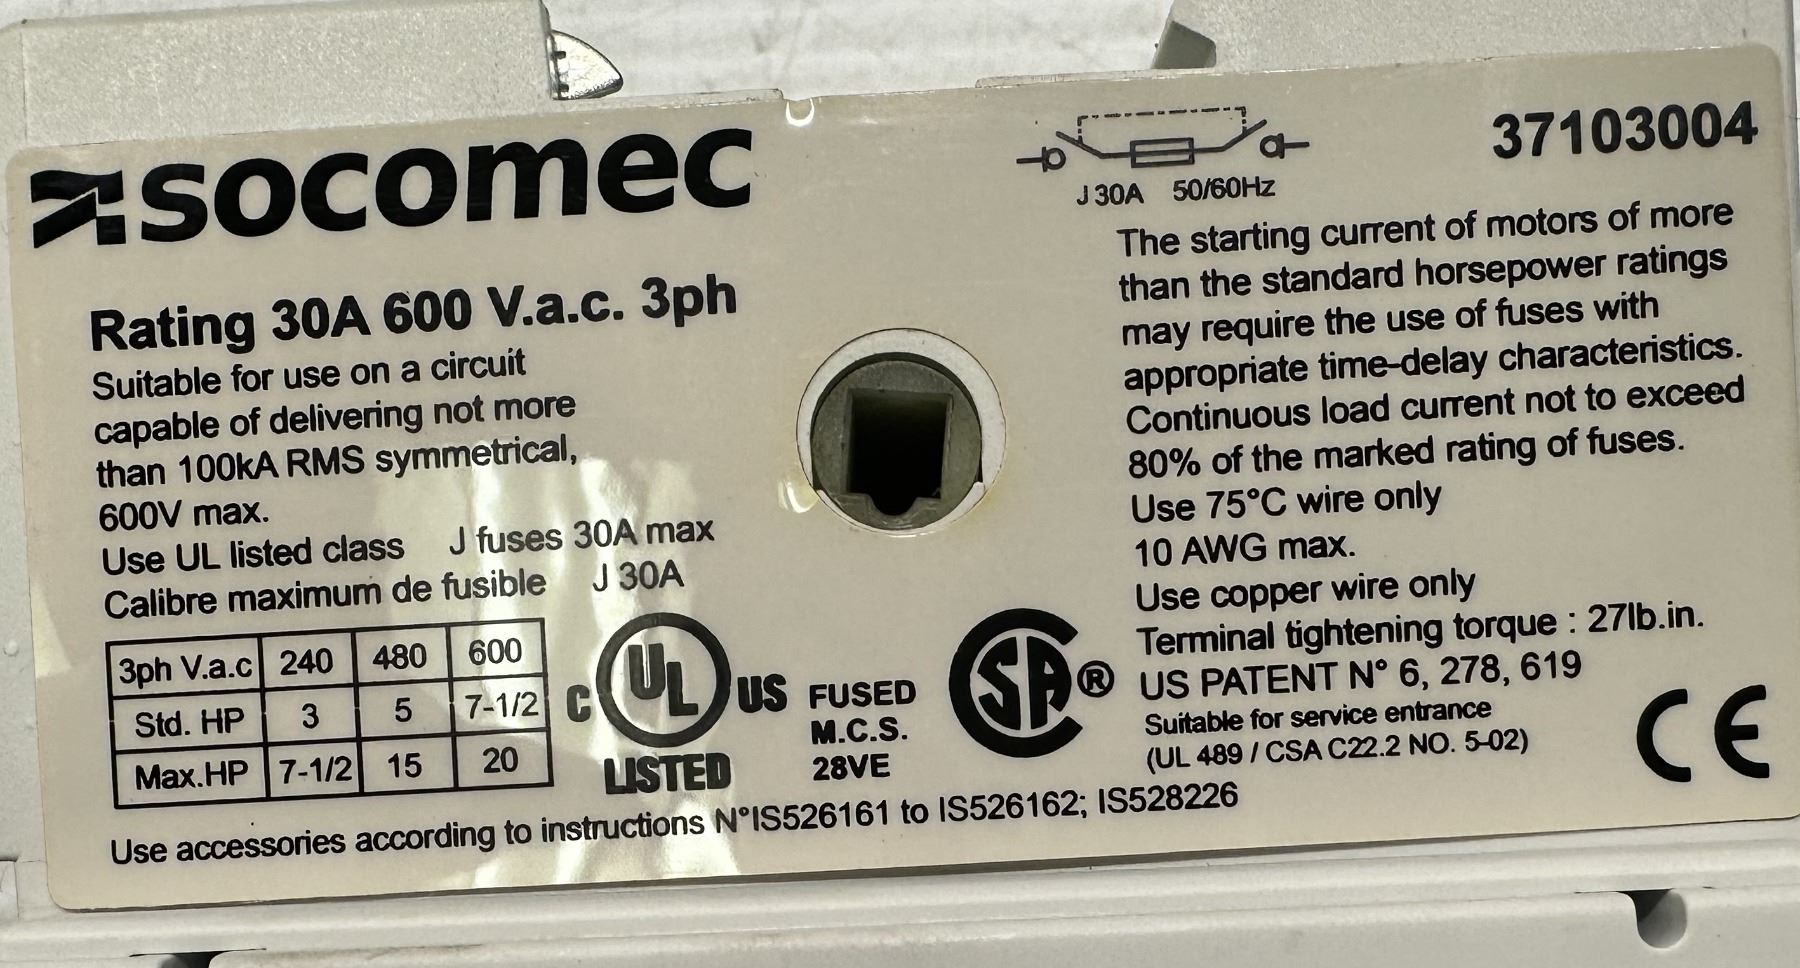 socomec
Rating 30A 600 V.a.c. 3ph
Suitable for use on a circuit
capable of delivering not more
than 100kA RMS symmetrical,
600V max.
Use UL listed class J fuses 30A max
Calibre maximum de fusible J 30A
3ph V.a.c 240 480 600
Std. HP 3 5 7-1/2
Max.HP 7-1/2 15 20
C UL US
LISTED
FUSED
M.C.S.
28VE
SA ®
J 30A 50/60Hz
37103004
The starting current of motors of more
than the standard horsepower ratings
may require the use of fuses with
appropriate time-delay characteristics.
Continuous load current not to exceed
80% of the marked rating of fuses.
Use 75°C wire only
10 AWG max.
Use copper wire only
Terminal tightening torque : 27lb.in.
US PATENT N° 6, 278, 619
Suitable for service entrance
(UL 489 / CSA C22.2 NO. 5-02)
CE
Use accessories according to instructions N°IS526161 to IS526162; IS528226